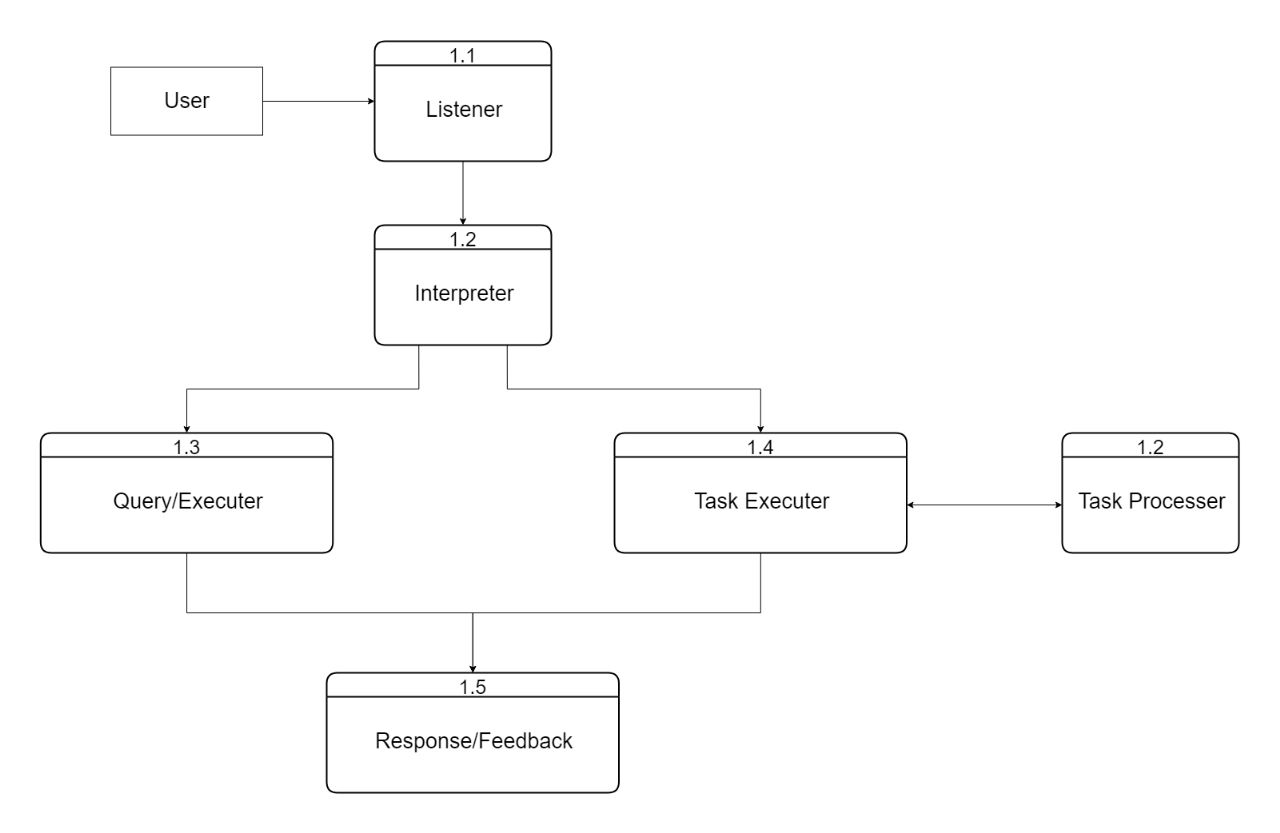 1.1
User
Listener
1.2
Interpreter
1.3
Query/Executer
1.4
Task Executer
1.2
Task Processer
1.5
Response/Feedback